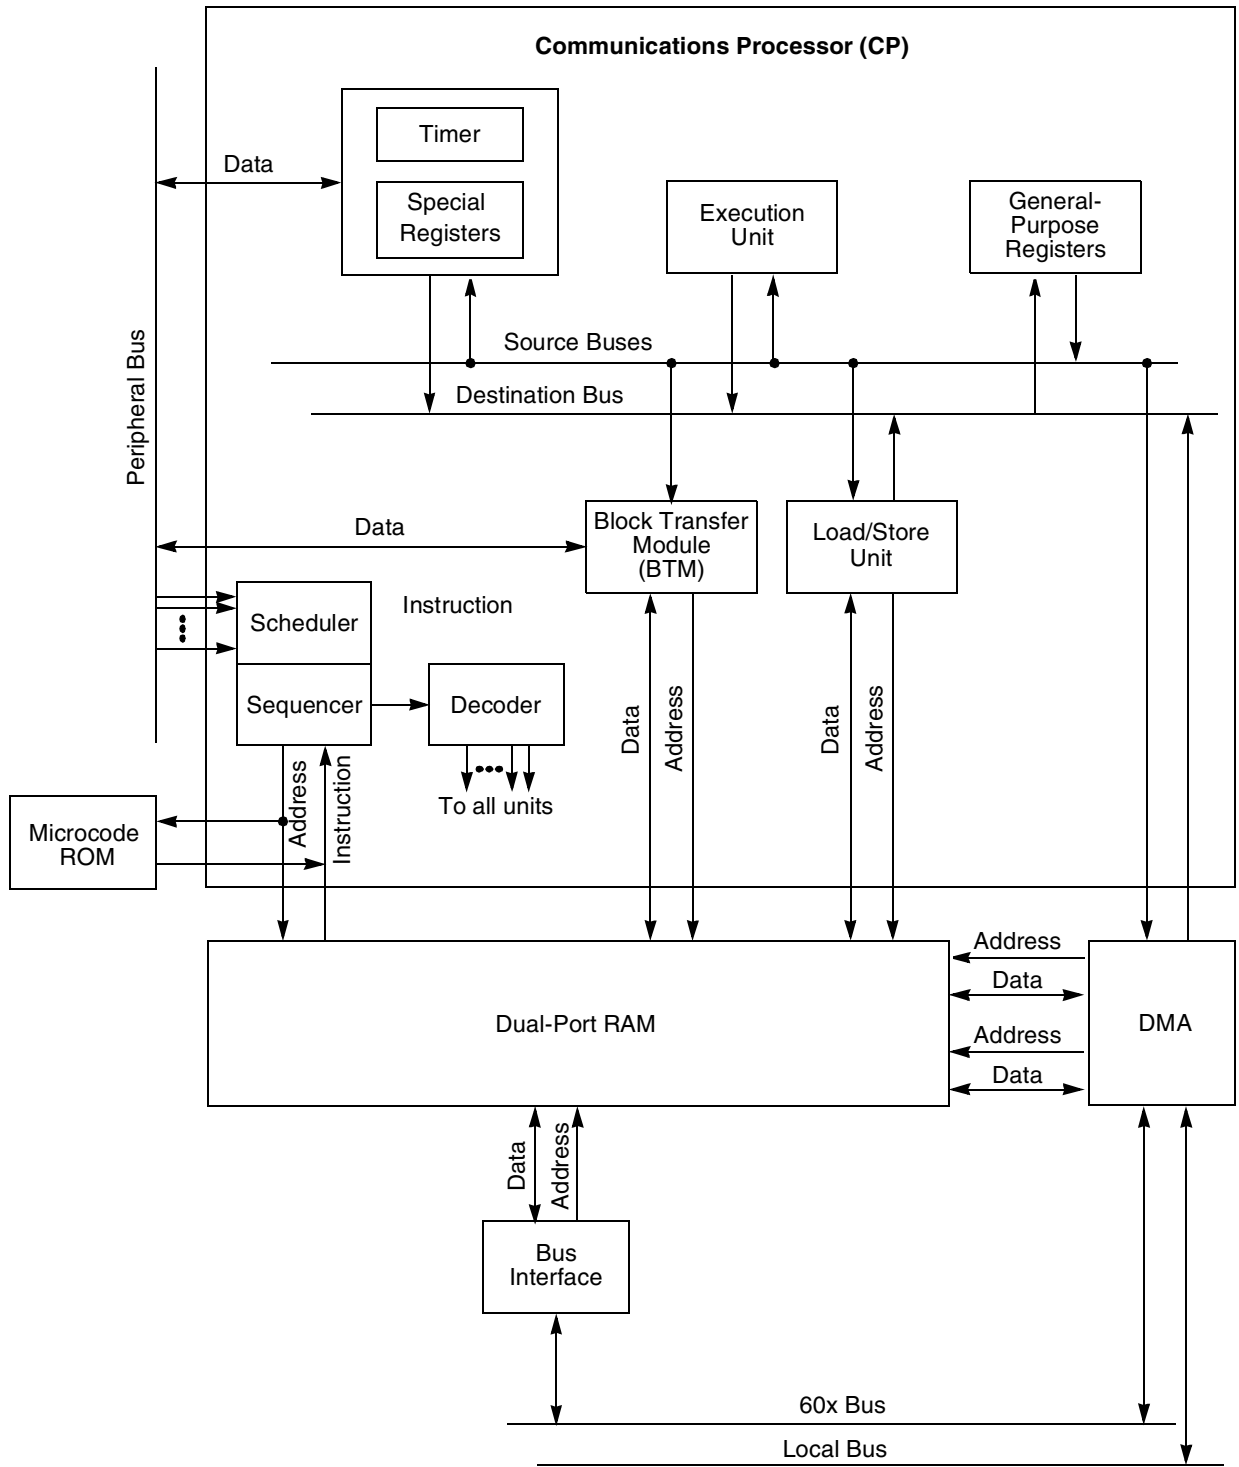 Communications Processor (CP)
Timer
Data
Special
Registers
Execution
Unit
General-
Purpose
Registers
Peripheral Bus
Source Buses
Destination Bus
Data
Block Transfer
Module
(BTM)
Load/Store
Unit
Instruction
Scheduler
Sequencer
Decoder
Data
Address
Data
Address
Address
Instruction
To all units
Microcode
ROM
Address
Data
Dual-Port RAM
DMA
Address
Data
Data
Address
Bus
Interface
60x Bus
Local Bus